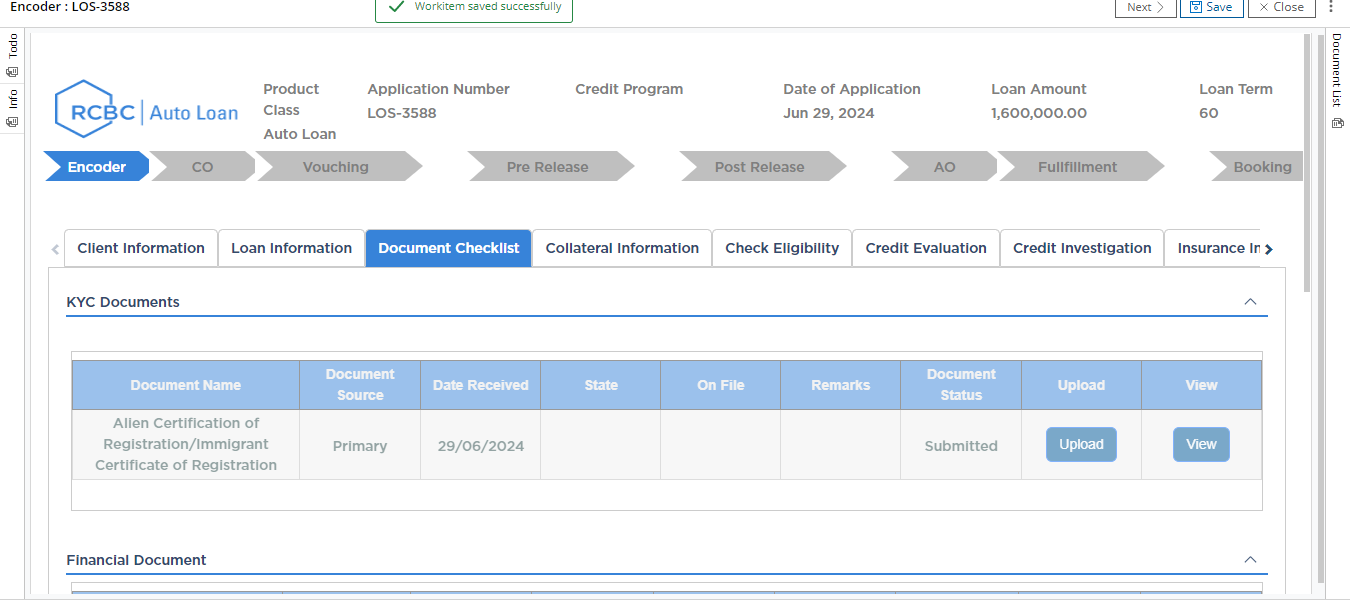 Encoder : LOS-3588
Workitem saved successfully
Next
Save
Close
Todo
Info
Document List
RCBC Auto Loan
Product Class
Auto Loan
Application Number
LOS-3588
Credit Program
Date of Application
Jun 29, 2024
Loan Amount
1,600,000.00
Loan Term
60
Encoder
CO
Vouching
Pre Release
Post Release
AO
Fullfillment
Booking
Client Information
Loan Information
Document Checklist
Collateral Information
Check Eligibility
Credit Evaluation
Credit Investigation
Insurance In
KYC Documents
Document Name
Document Source
Date Received
State
On File
Remarks
Document Status
Upload
View
Alien Certification of
Registration/Immigrant
Certificate of Registration
Primary
29/06/2024
Submitted
Upload
View
Financial Document